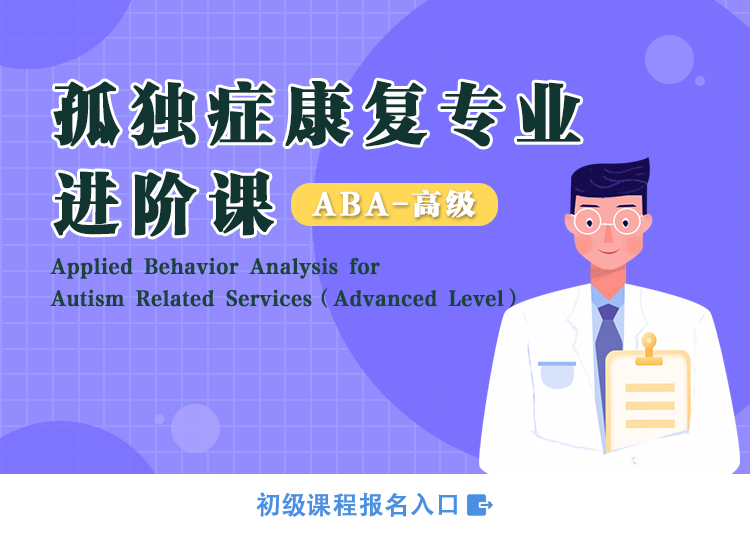 孤独症康复专业
进阶课 ABA-高级
Applied Behavior Analysis for
Autism Related Services（Advanced Level）
初级课程报名入口